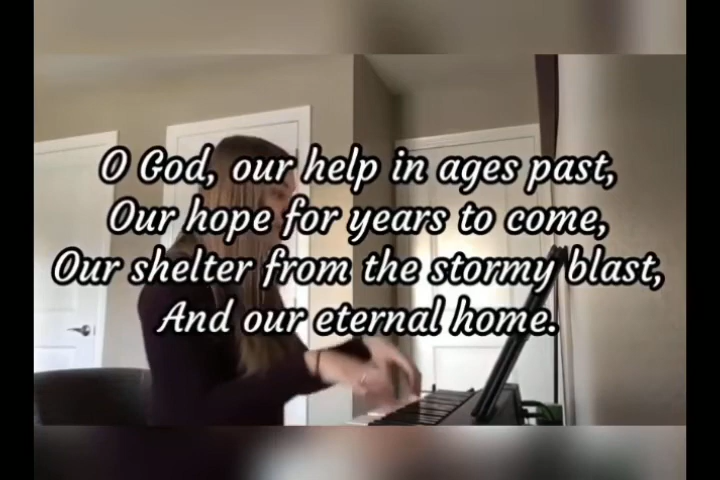 O God, our help in ages past,
Our hope for years to come,
Our shelter from the stormy blast,
And our eternal home.